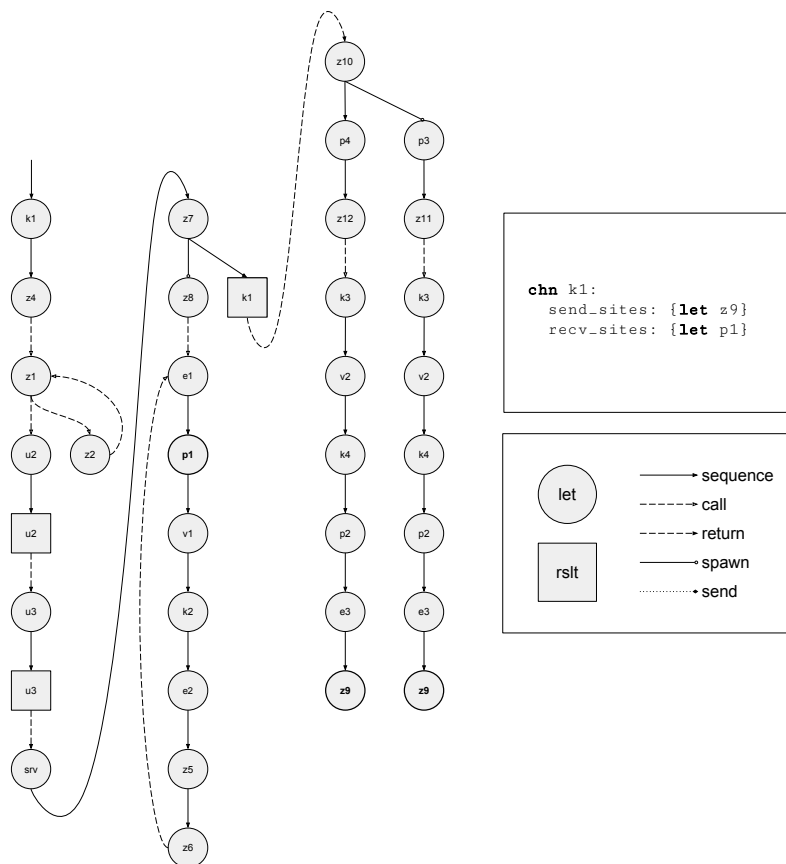 z10
p4 p3
k1 z7 z12 z11
z4 z8 k1 k3 k3
z1 e1 v2 v2
u2 z2 p1 k4 k4
u2 v1 p2 p2
u3 k2 e3 e3
u3 e2 z9 z9
srv z5
z6
chn k1:
send_sites: {let z9}
recv_sites: {let p1}
let
rslt
sequence
call
return
spawn
send